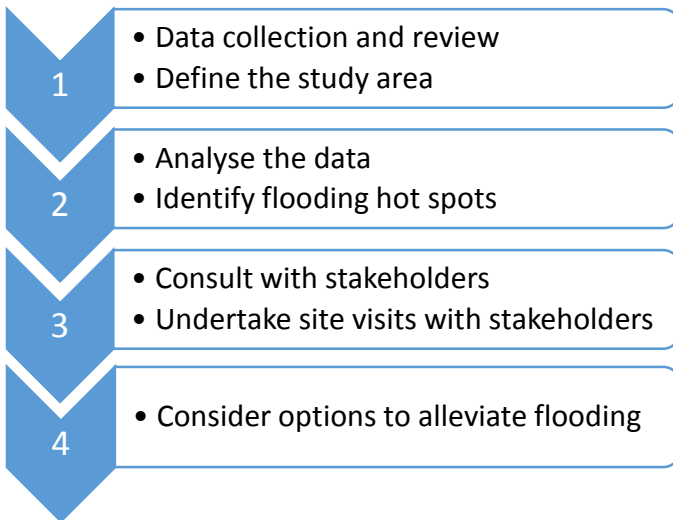 1
• Data collection and review
• Define the study area
2
• Analyse the data
• Identify flooding hot spots
3
• Consult with stakeholders
• Undertake site visits with stakeholders
4
• Consider options to alleviate flooding